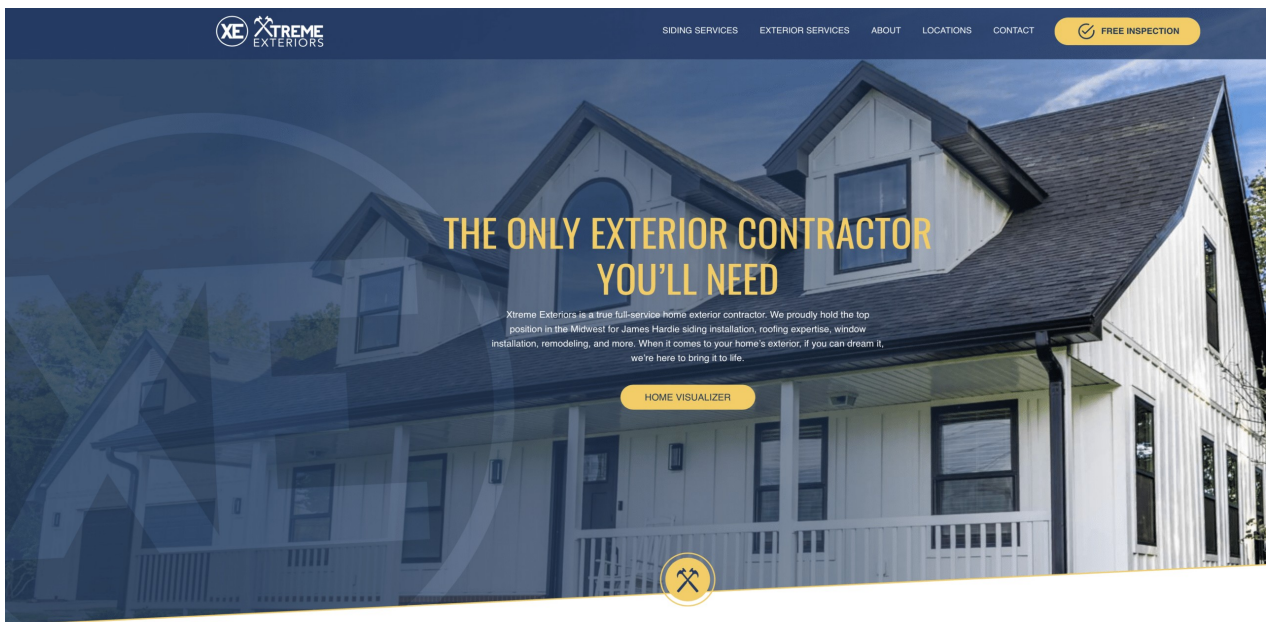 XE XTREME
EXTERIORS
SIDING SERVICES EXTERIOR SERVICES ABOUT LOCATIONS CONTACT FREE INSPECTION
XE
THE ONLY EXTERIOR CONTRACTOR
YOU'LL NEED
Xtreme Exteriors is a true full-service home exterior contractor. We proudly hold the top
position in the Midwest for James Hardie siding installation, roofing expertise, window
installation, remodeling, and more. When it comes to your home's exterior, if you can dream it,
we're here to bring it to life.
HOME VISUALIZER